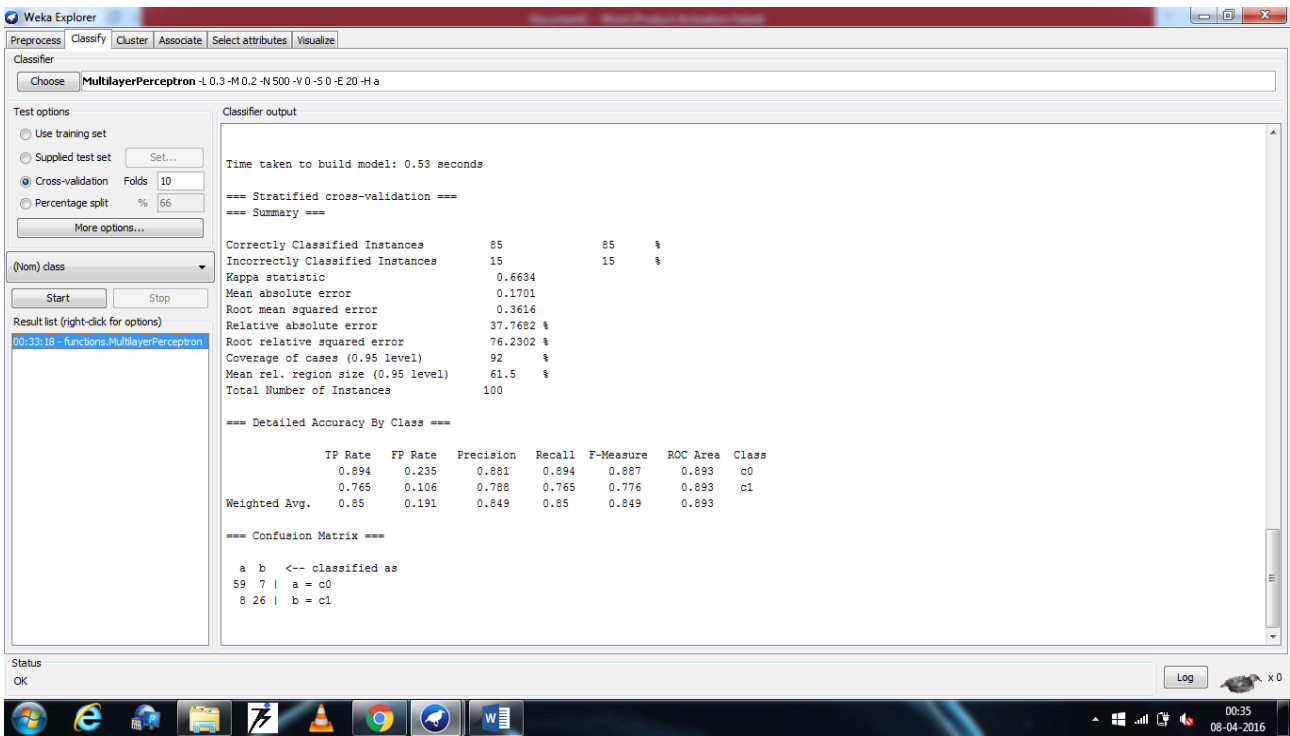 Weka Explorer
Preprocess Classify Cluster Associate Select attributes Visualize
Classifier
Choose MultilayerPerceptron -L 0.3 -M 0.2 -N 500 -V 0 -S 0 -E 20 -H a
Test options
Use training set
Supplied test set Set...
Cross-validation Folds 10
Percentage split % 66
More options...
(Nom) class
Start Stop
Result list (right-click for options)
00:33:18 - functions.MultilayerPerceptron
Classifier output
Time taken to build model: 0.53 seconds
=== Stratified cross-validation ===
=== Summary ===
Correctly Classified Instances 85 85 %
Incorrectly Classified Instances 15 15 %
Kappa statistic 0.6634
Mean absolute error 0.1701
Root mean squared error 0.3616
Relative absolute error 37.7682 %
Root relative squared error 76.2302 %
Coverage of cases (0.95 level) 92 %
Mean rel. region size (0.95 level) 61.5 %
Total Number of Instances 100
=== Detailed Accuracy By Class ===
TP Rate FP Rate Precision Recall F-Measure ROC Area Class
0.894 0.235 0.881 0.894 0.887 0.893 c0
0.765 0.106 0.788 0.765 0.776 0.893 c1
Weighted Avg. 0.85 0.191 0.849 0.85 0.849 0.893
=== Confusion Matrix ===
a b <-- classified as
59 7 | a = c0
8 26 | b = c1
Status
OK
Log x 0
00:35
08-04-2016